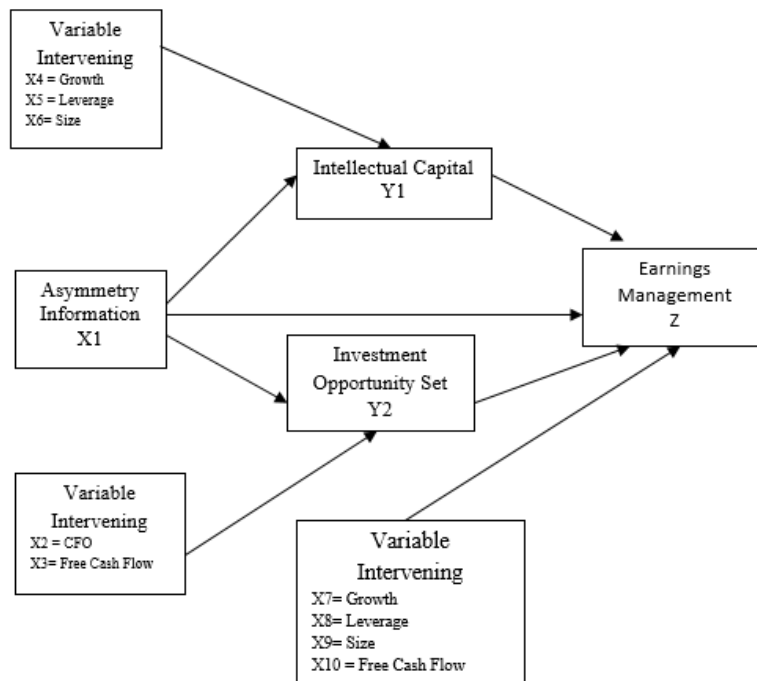 Variable
Intervening
X4 = Growth
X5 = Leverage
X6= Size
Intellectual Capital
Y1
Asymmetry
Information
X1
Earnings
Management
Z
Investment
Opportunity Set
Y2
Variable
Intervening
X2 = CFO
X3= Free Cash Flow
Variable
Intervening
X7= Growth
X8= Leverage
X9= Size
X10 = Free Cash Flow